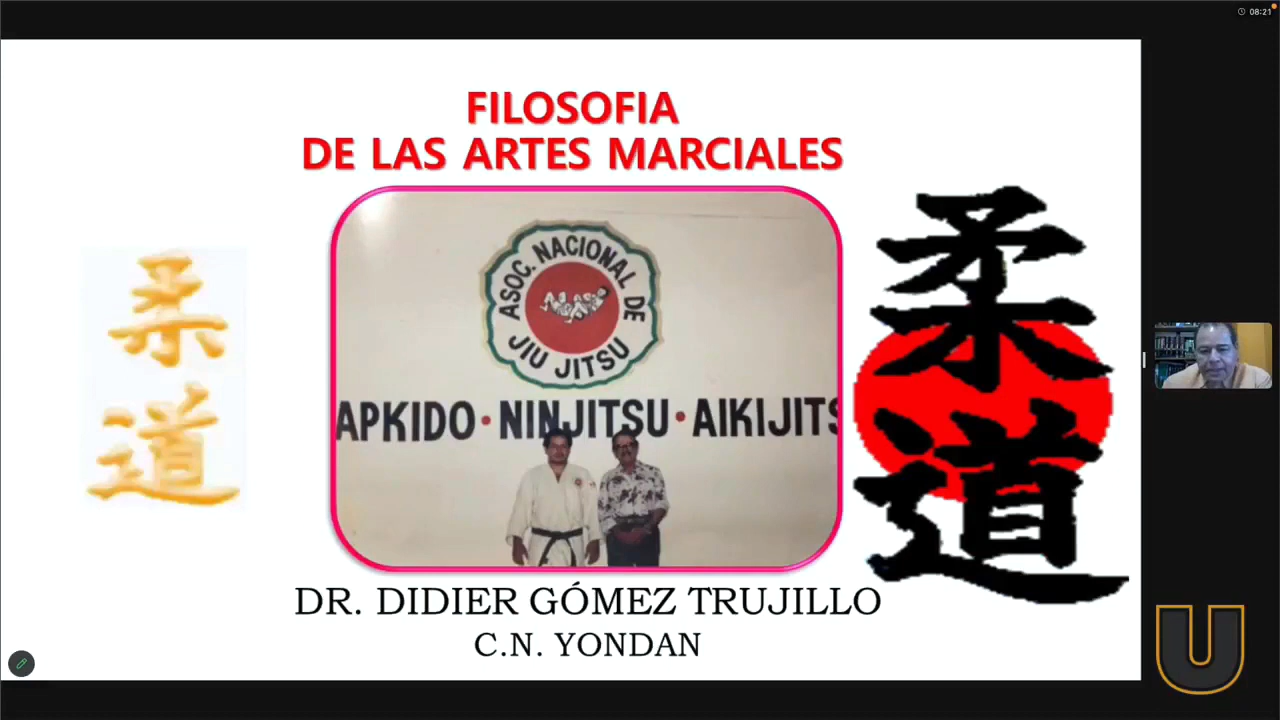 08:21
FILOSOFIA
DE LAS ARTES MARCIALES
柔道
ASOC. NACIONAL DE
JIU JITSU
APKIDO • NINJITSU • AIKIJITS
柔道
DR. DIDIER GÓMEZ TRUJILLO
C.N. YONDAN
U